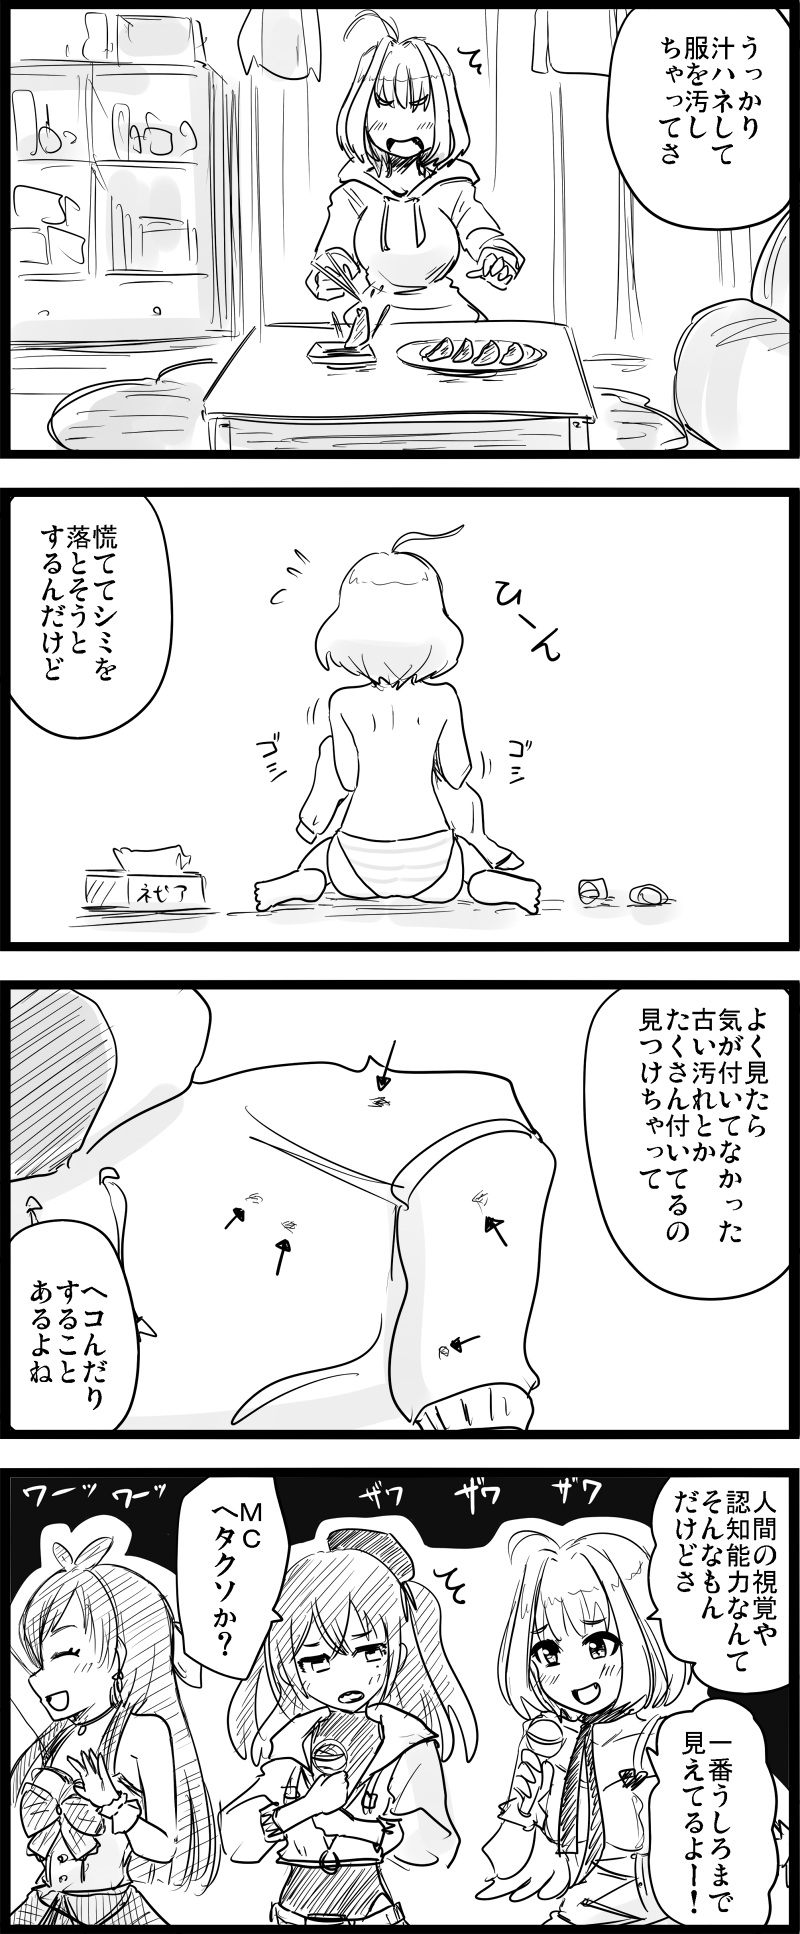 うっかり
汁ハネして
服を汚し
ちゃってさ
慌ててシミを
落とそうと
するんだけど
ひーん
ゴシ
ゴシ
ネピア
よく見たら
気が付いてなかった
古い汚れとか
たくさん付いてるの
見つけちゃって
ヘコんだり
すること
あるよね
人間の視覚や
認知能力なんて
そんなもん
だけどさ
一番うしろまで
見えてるよー！
ザワ
ザワ
ザワ
MC
ヘタクソか？
ワーッ
ワーッ